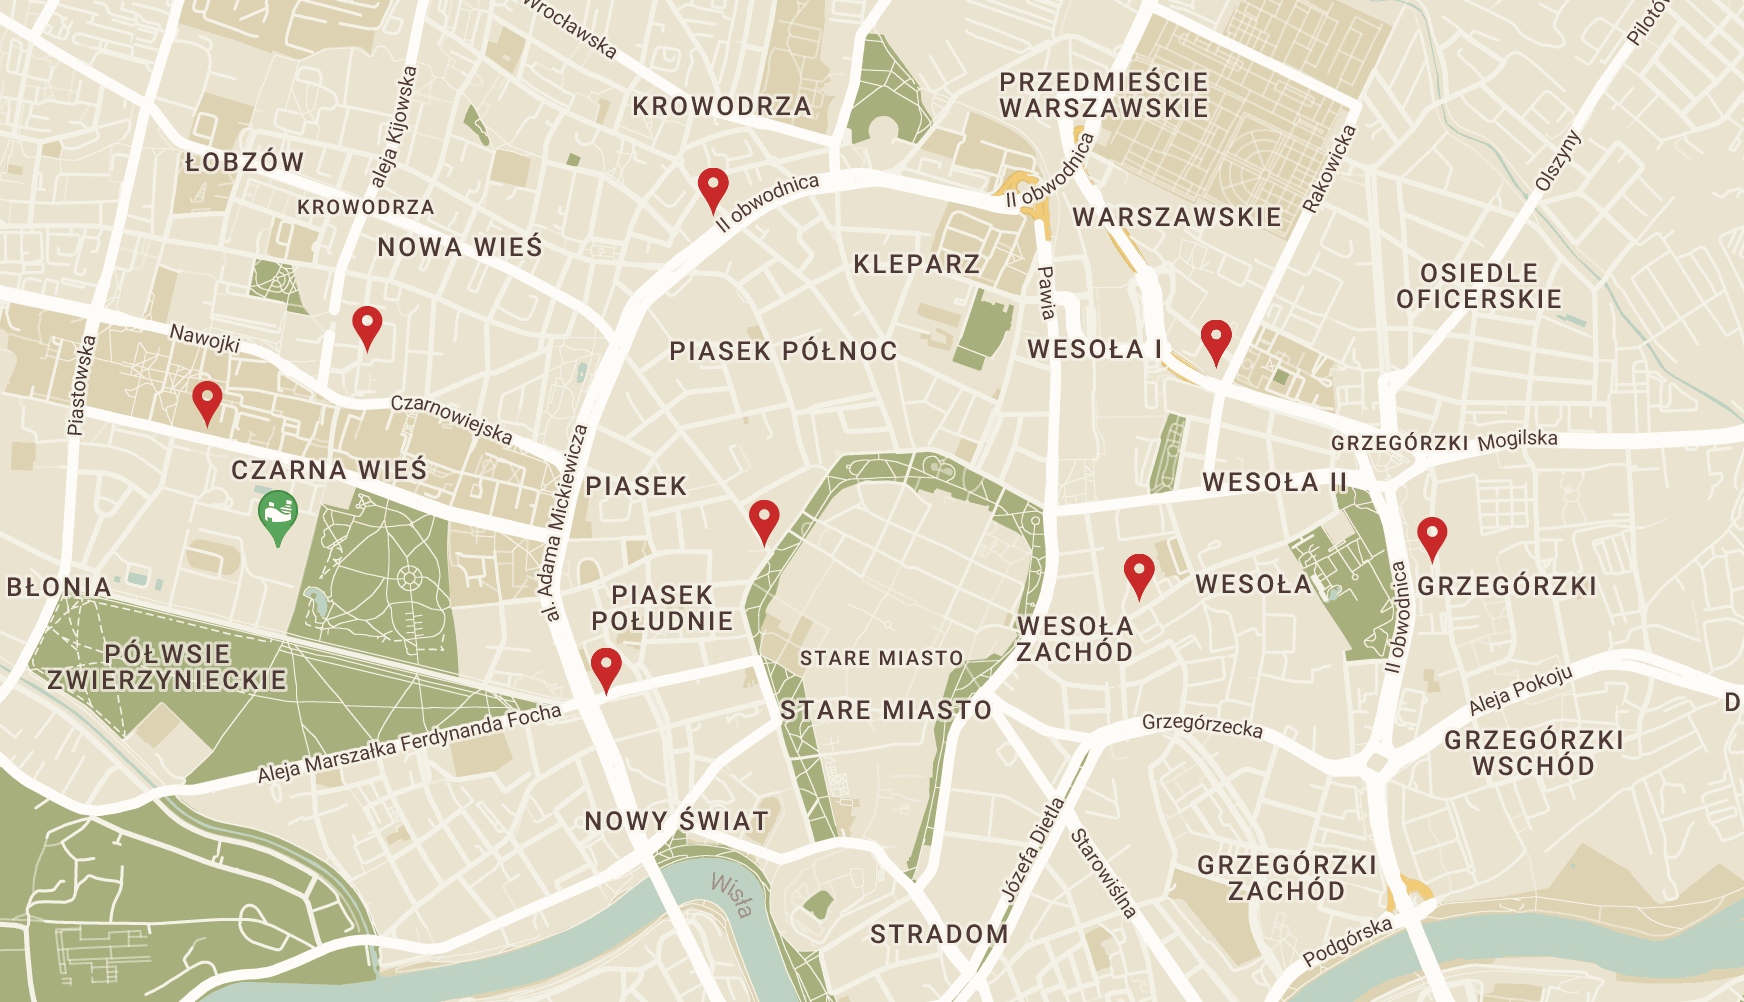 Wrocławska
Pilotów
PRZEDMIEŚCIE
WARSZAWSKIE
KROWODRZA
aleja Kijowska
II obwodnica
Rakowicka
Olszyny
ŁOBZÓW
KROWODRZA
II obwodnica
WARSZAWSKIE
NOWA WIEŚ
KLEPARZ
Pawia
OSIEDLE
OFICERSKIE
Nawojki
Piastowska
PIASEK PÓŁNOC
WESOŁA I
Czarnowiejska
GRZEGÓRZKI
Mogilska
CZARNA WIEŚ
al. Adama Mickiewicza
PIASEK
WESOŁA II
BŁONIA
PIASEK
POŁUDNIE
WESOŁA
GRZEGÓRZKI
II obwodnica
WESOŁA
ZACHÓD
PÓŁWSIE
ZWIERZYNIECKIE
STARE MIASTO
Aleja Pokoju
D
STARE MIASTO
Aleja Marszałka Ferdynanda Focha
Grzegórzecka
GRZEGÓRZKI
WSCHÓD
NOWY ŚWIAT
Józefa Dietla
Starowiślna
GRZEGÓRZKI
ZACHÓD
Wisła
STRADOM
Podgórska